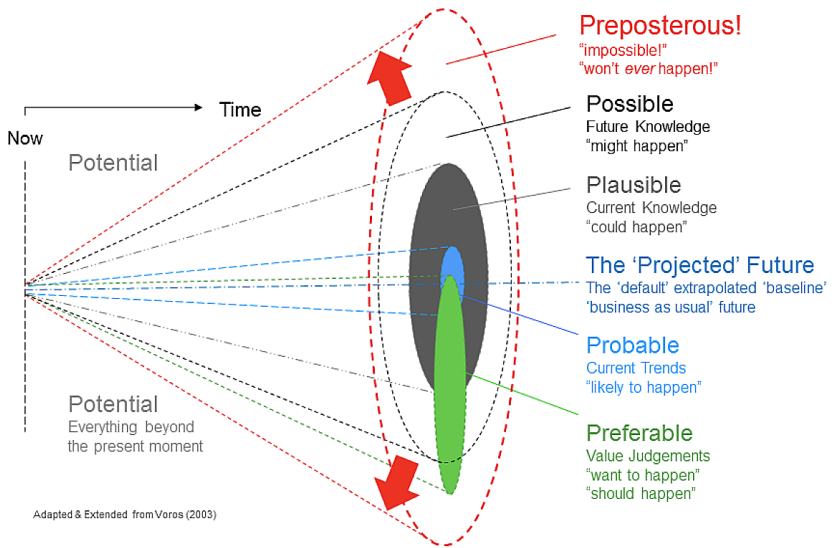 Preposterous!
“impossible!”
“won’t ever happen!”
Time
Now
Potential
Possible
Future Knowledge
“might happen”
Plausible
Current Knowledge
“could happen”
The ‘Projected’ Future
The ‘default’ extrapolated ‘baseline’
‘business as usual’ future
Probable
Current Trends
“likely to happen”
Potential
Everything beyond
the present moment
Preferable
Value Judgements
“want to happen”
“should happen”
Adapted & Extended from Voros (2003)